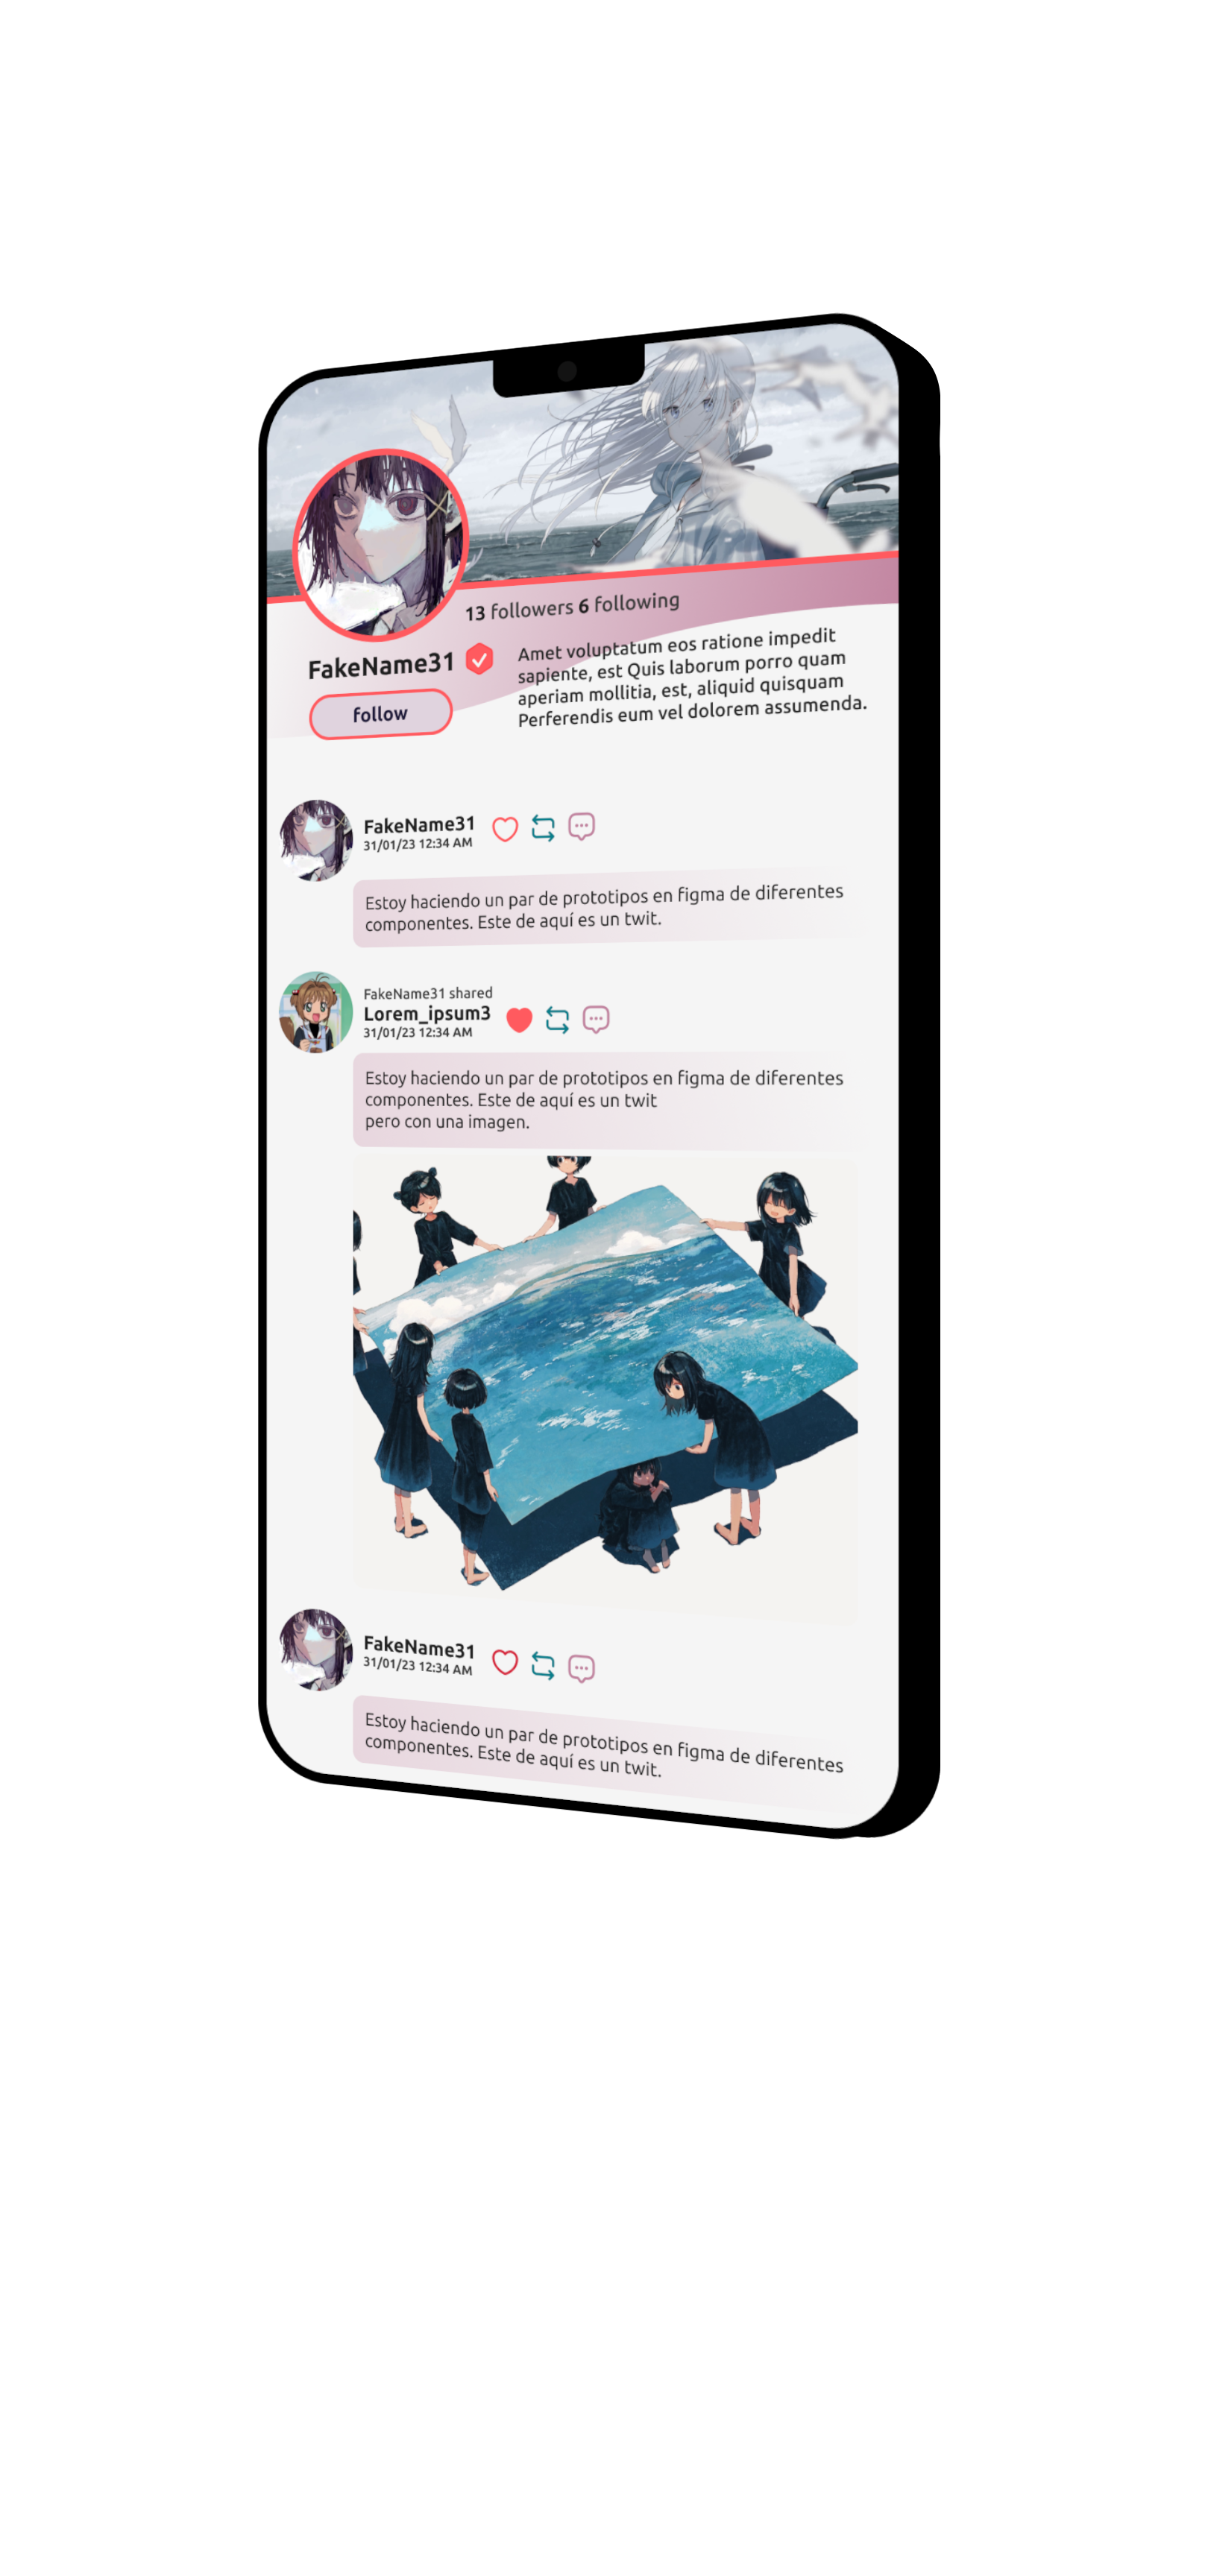 13 followers 6 following
FakeName31
follow
Amet voluptatum eos ratione impedit
sapiente, est Quis laborum porro quam
aperiam mollitia, est, aliquid quisquam
Perferendis eum vel dolorem assumenda.
FakeName31
31/01/23 12:34 AM
Estoy haciendo un par de prototipos en figma de diferentes
componentes. Este de aquí es un twit.
FakeName31 shared
Lorem_ipsum3
31/01/23 12:34 AM
Estoy haciendo un par de prototipos en figma de diferentes
componentes. Este de aquí es un twit
pero con una imagen.
FakeName31
31/01/23 12:34 AM
Estoy haciendo un par de prototipos en figma de diferentes
componentes. Este de aquí es un twit.